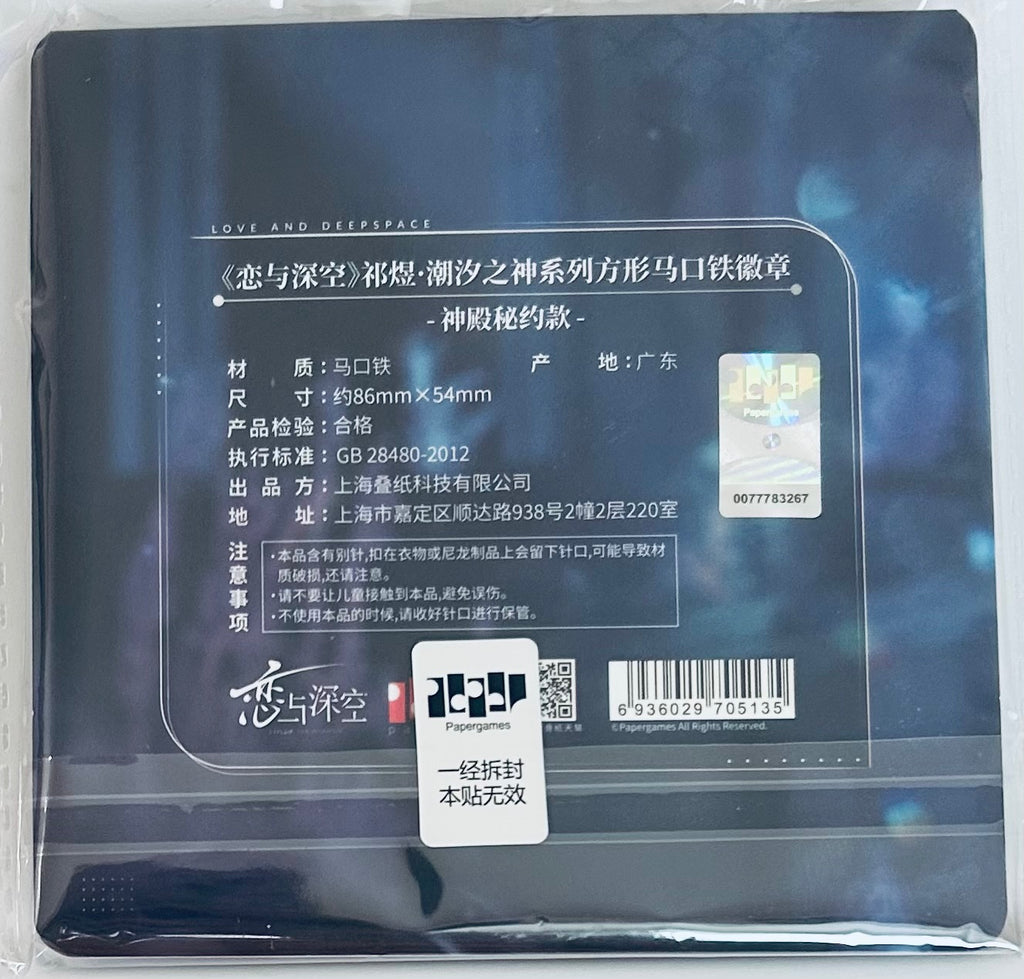 LOVE AND DEEPSPACE
《恋与深空》祁煜·潮汐之神系列方形马口铁徽章
-神殿秘约款-
材 质：马口铁 产 地：广东
尺 寸：约86mm×54mm
产品检验：合格
执行标准：GB 28480-2012
出 品 方：上海叠纸科技有限公司
地 址：上海市嘉定区顺达路938号2幢2层220室
Papergames
0077783267
注意事项
·本品含有别针,扣在衣物或尼龙制品上会留下针口,可能导致材
质破损,还请注意。
·请不要让儿童接触到本品,避免误伤。
·不使用本品的时候,请收好针口进行保管。
恋与深空
Papergames
一经拆封
本贴无效
6 936029 705135
©Papergames All Rights Reserved.